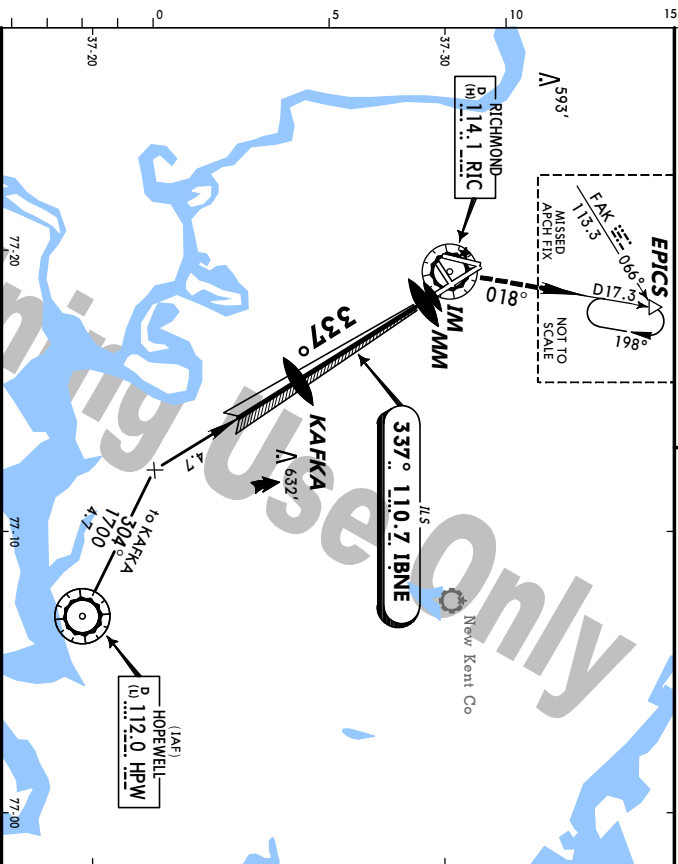 0
5
10
15
37-20
37-30
593'
RICHMOND
D
(H) 114.1 RIC
MISSED
APCH FIX
NOT TO
SCALE
FAK
113.3
066°
EPICS
D17.3
198°
018°
IM
MM
337°
KAFKA
ILS
337° 110.7 IBNE
632'
4.7
to KAFKA
304°
1700
4.7
New Kent Co
(IAF)
HOPEWELL
D
(L) 112.0 HPW
77-20
77-10
77-00
ning Use Only